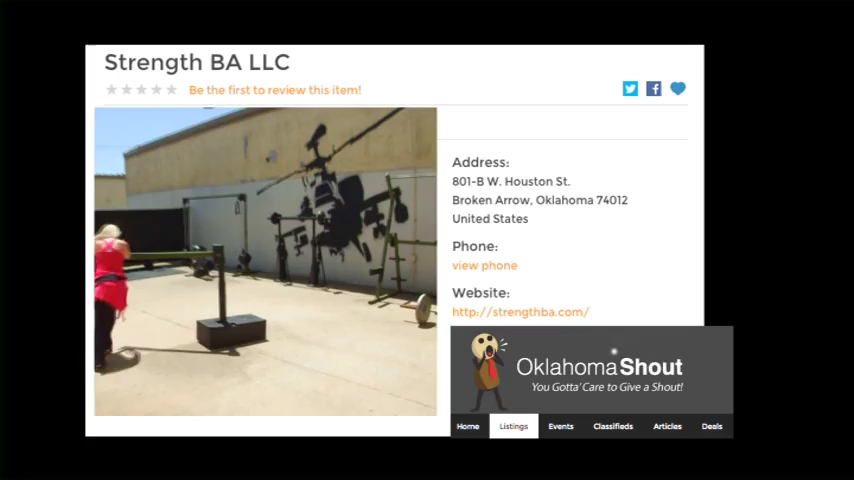 Strength BA LLC
Be the first to review this item!
Address:
801-B W. Houston St.
Broken Arrow, Oklahoma 74012
United States
Phone:
view phone
Website:
http://strengthba.com/
OklahomaShout
You Gotta' Care to Give a Shout!
Home Listings Events Classifieds Articles Deals